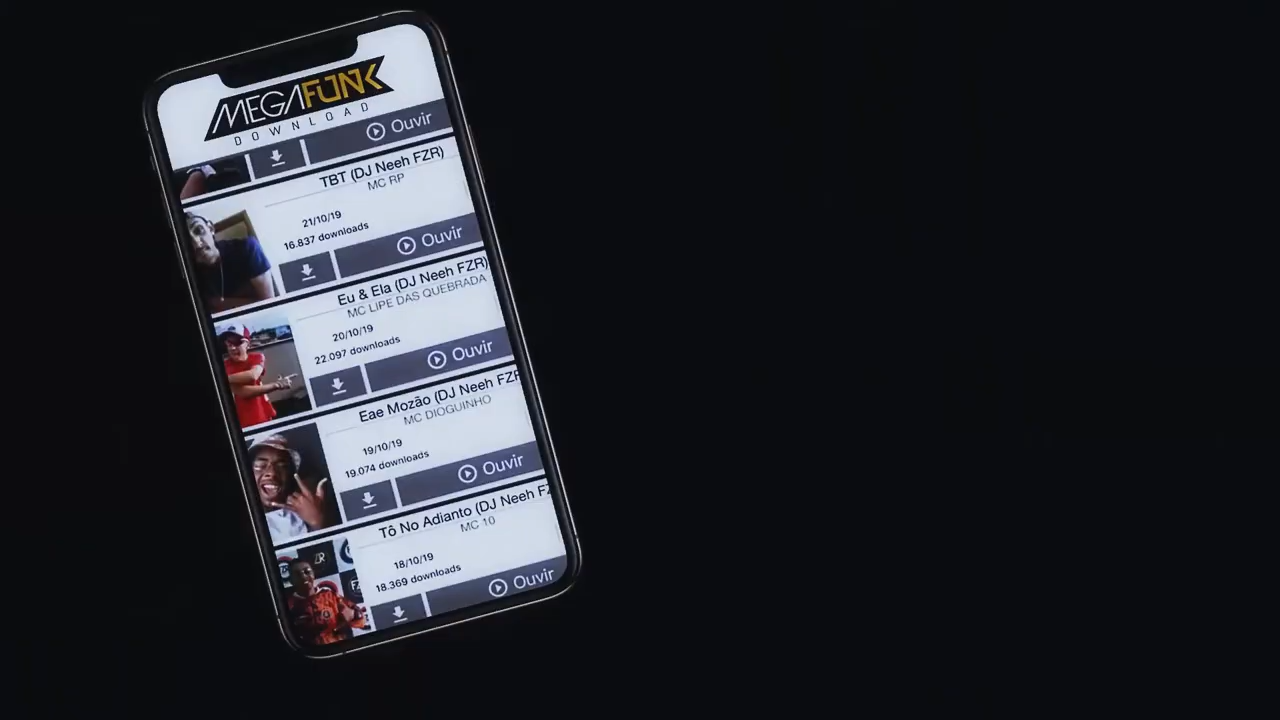 MEGAFUNK
DOWNLOAD
Ouvir
TBT (DJ Neeh FZR)
MC RP
21/10/19
16.837 downloads
Ouvir
Eu & Ela (DJ Neeh FZR)
MC LIPE DAS QUEBRADA
20/10/19
22.097 downloads
Ouvir
Eae Mozão (DJ Neeh FZR
MC DIOGUINHO
19/10/19
19.074 downloads
Ouvir
Tô No Adianto (DJ Neeh FZ
MC 10
18/10/19
18.369 downloads
Ouvir